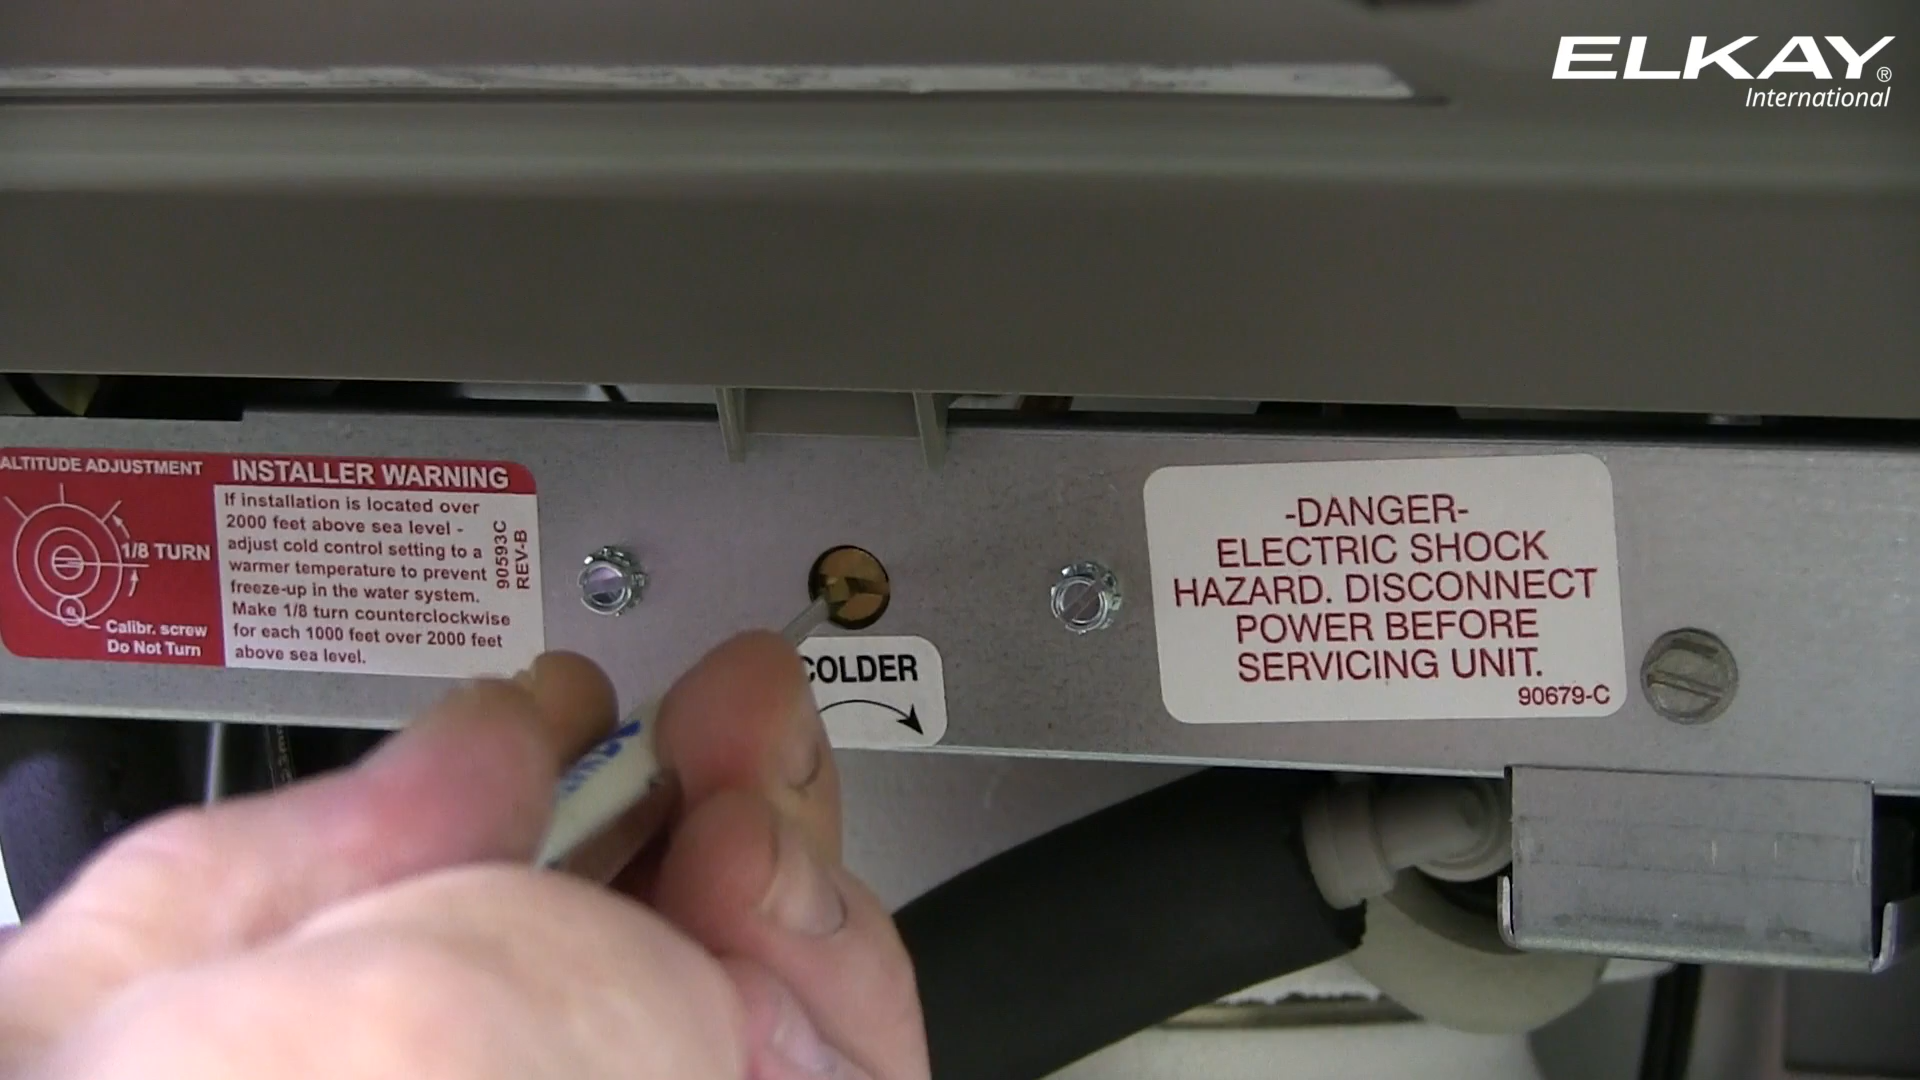 ELKAY®
International
ALTITUDE ADJUSTMENT
1/8 TURN
Calibr. screw
Do Not Turn
INSTALLER WARNING
If installation is located over
2000 feet above sea level -
adjust cold control setting to a
warmer temperature to prevent
freeze-up in the water system.
Make 1/8 turn counterclockwise
for each 1000 feet over 2000 feet
above sea level.
90593C
REV-B
COLDER
-DANGER-
ELECTRIC SHOCK
HAZARD. DISCONNECT
POWER BEFORE
SERVICING UNIT.
90679-C